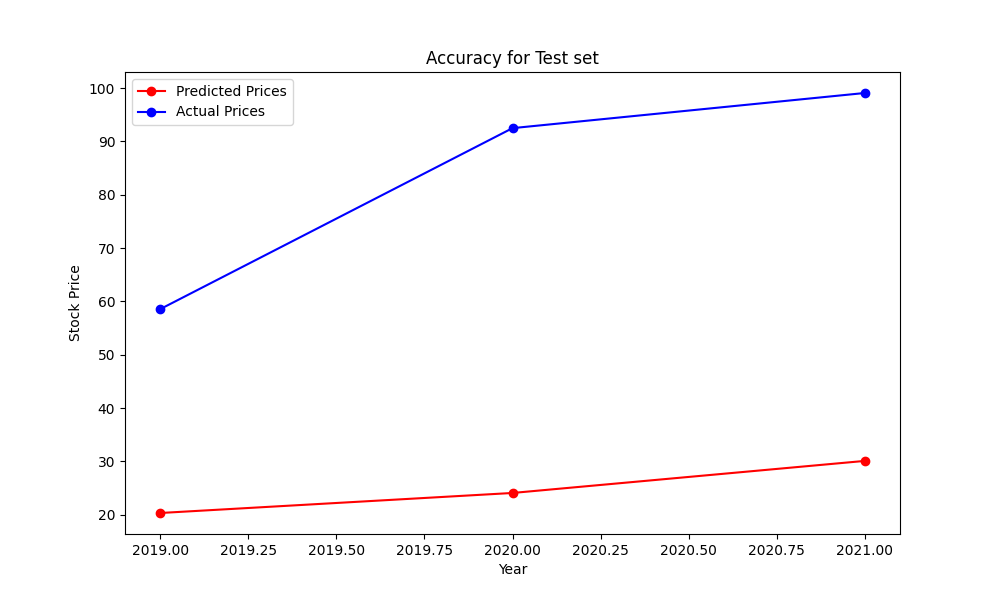 Accuracy for Test set
Predicted Prices
Actual Prices
Stock Price
100
90
80
70
60
50
40
30
20
2019.00 2019.25 2019.50 2019.75 2020.00 2020.25 2020.50 2020.75 2021.00
Year